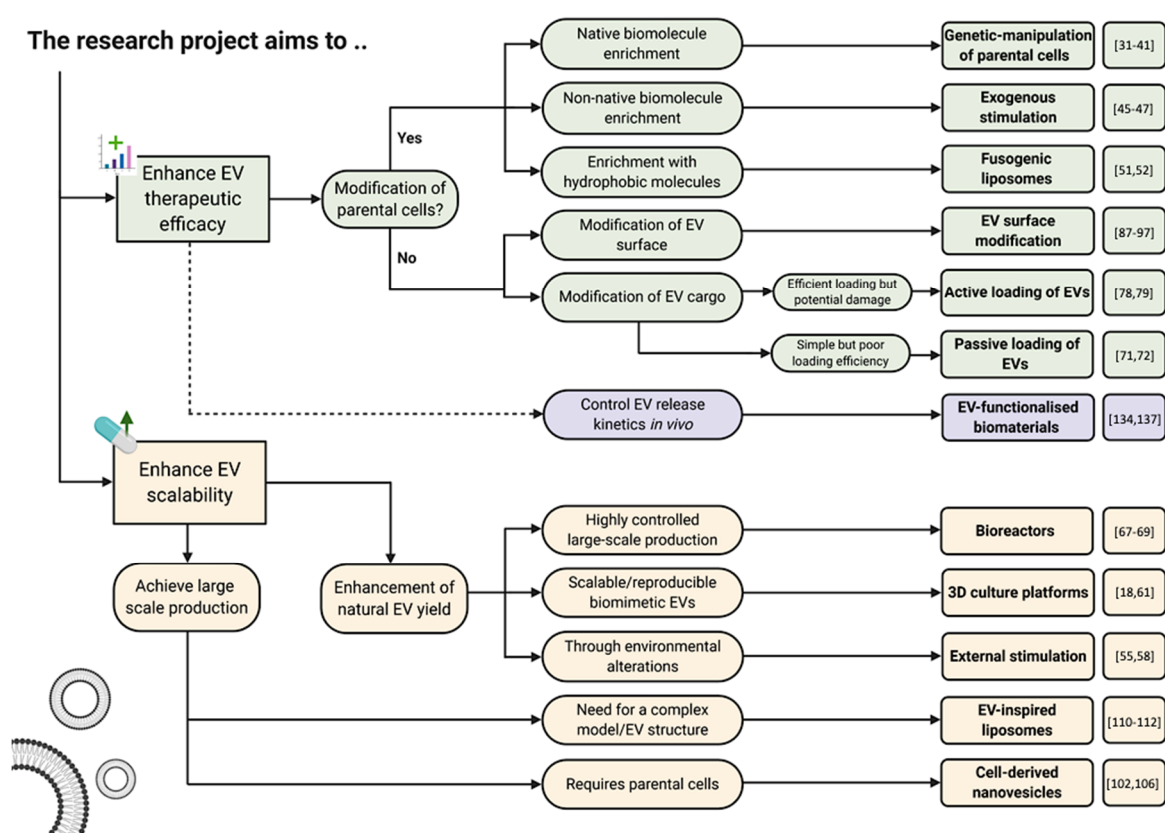 The research project aims to ..
Native biomolecule
enrichment
Genetic-manipulation
of parental cells
[31-41]
Non-native biomolecule
enrichment
Exogenous
stimulation
[45-47]
Yes
Enrichment with
hydrophobic molecules
Fusogenic
liposomes
[51,52]
Enhance EV
therapeutic
efficacy
Modification of
parental cells?
Modification of EV
surface
EV surface
modification
[87-97]
No
Modification of EV cargo
Efficient loading but
potential damage
Active loading of EVs
[78,79]
Simple but poor
loading efficiency
Passive loading of
EVs
[71,72]
Control EV release
kinetics in vivo
EV-functionalised
biomaterials
[134,137]
Enhance EV
scalability
Highly controlled
large-scale production
Bioreactors
[67-69]
Achieve large
scale production
Enhancement of
natural EV yield
Scalable/reproducible
biomimetic EVs
3D culture platforms
[18,61]
Through environmental
alterations
External stimulation
[55,58]
Need for a complex
model/EV structure
EV-inspired
liposomes
[110-112]
Requires parental cells
Cell-derived
nanovesicles
[102,106]